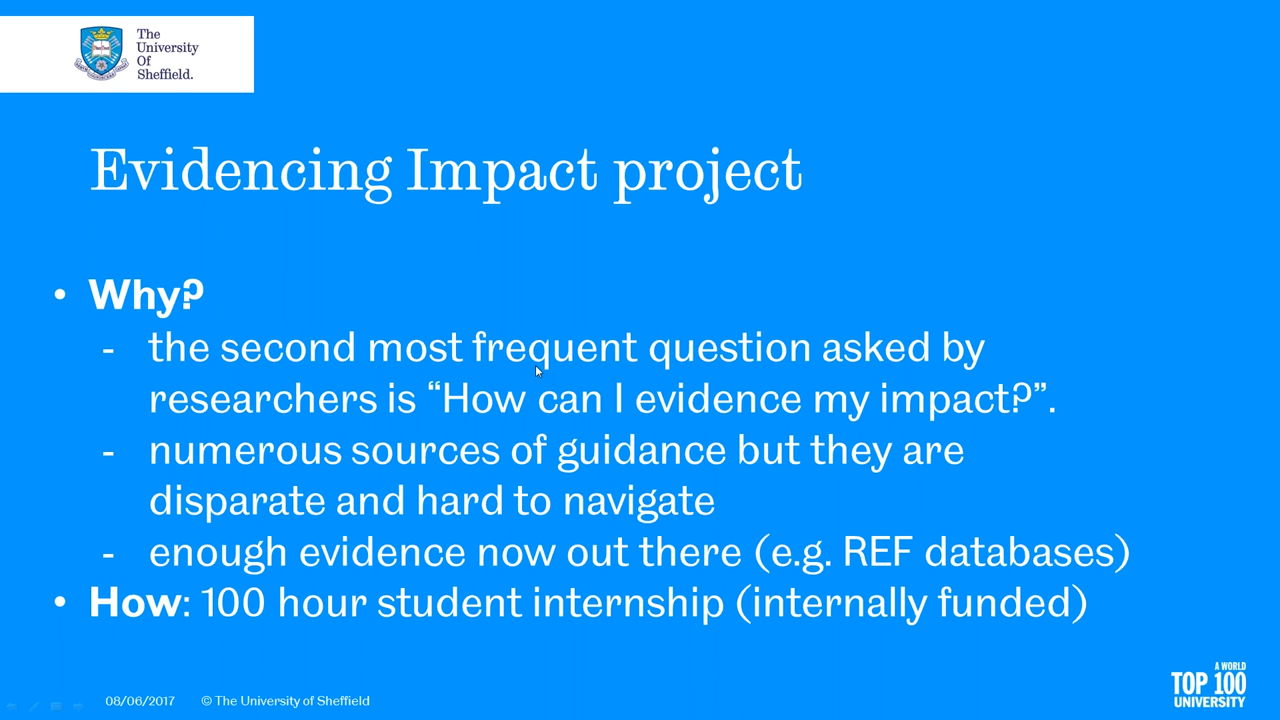 The
University
Of
Sheffield.
Evidencing Impact project
• Why?
- the second most frequent question asked by
researchers is “How can I evidence my impact?”.
- numerous sources of guidance but they are
disparate and hard to navigate
- enough evidence now out there (e.g. REF databases)
• How: 100 hour student internship (internally funded)
08/06/2017 © The University of Sheffield
A WORLD
TOP 100
UNIVERSITY